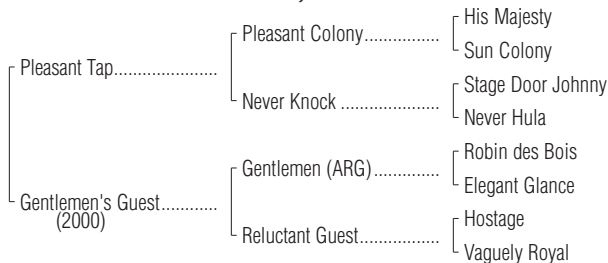 His Majesty
Pleasant Colony.................
Sun Colony
Pleasant Tap.......................
Stage Door Johnny
Never Knock ......................
Never Hula
Robin des Bois
Gentlemen (ARG)...............
Elegant Glance
Gentlemen's Guest............
(2000)
Hostage
Reluctant Guest..................
Vaguely Royal